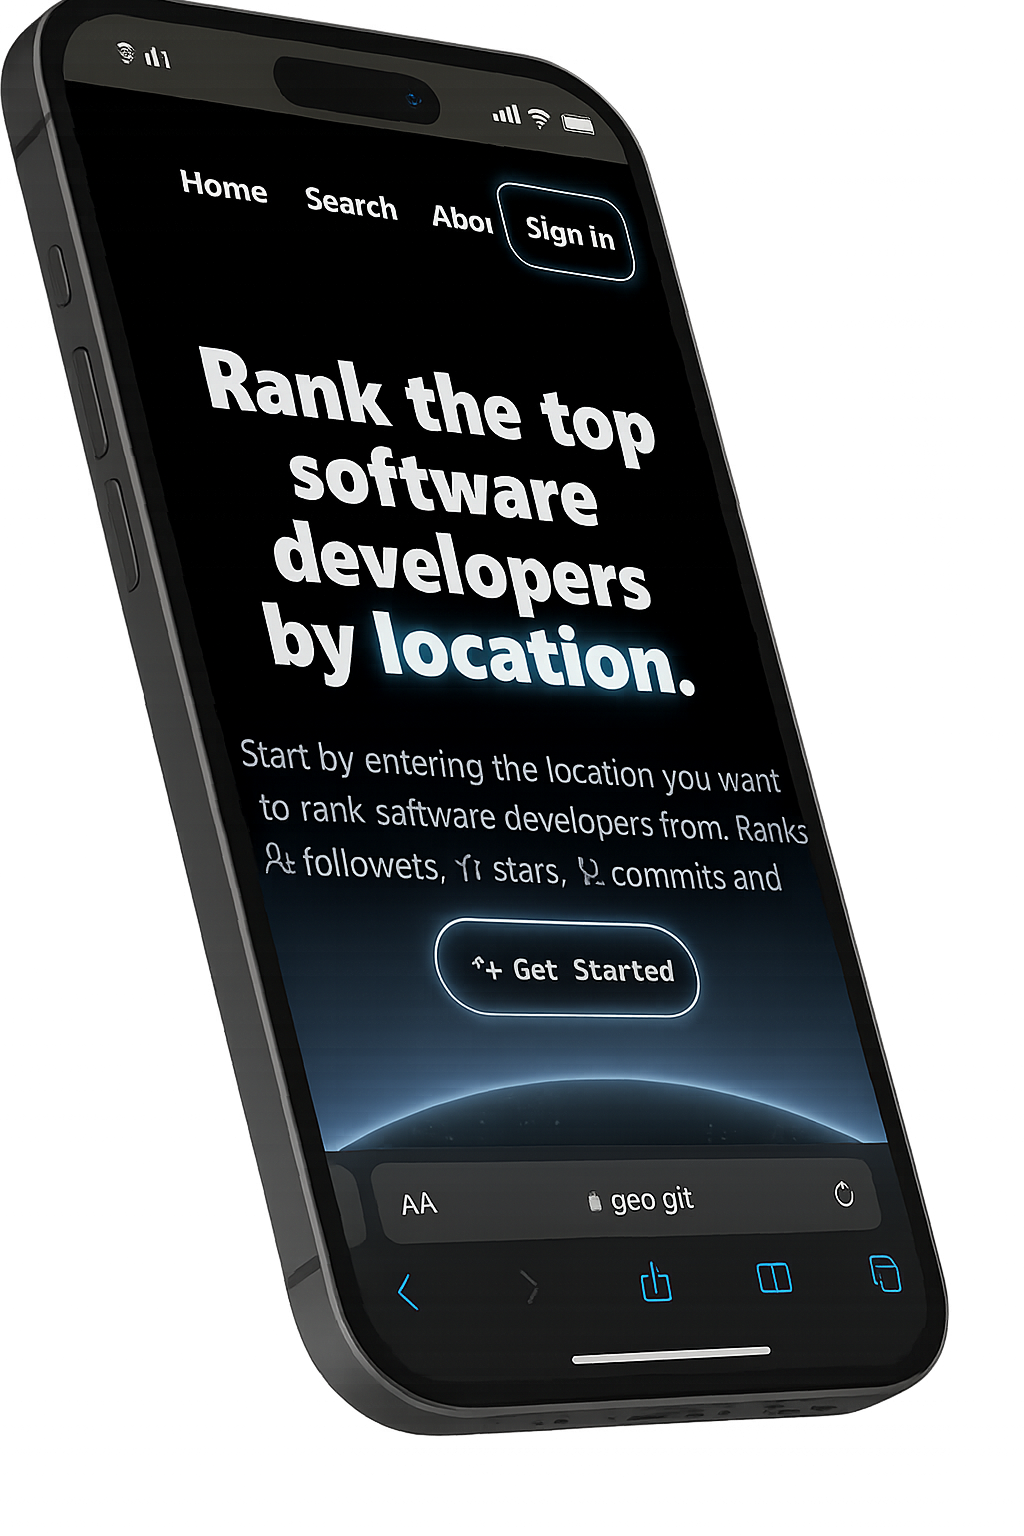 Home Search Abou Sign in
Rank the top
software
developers
by location.
Start by entering the location you want
to rank saftware developers from. Ranks
followets, stars, commits and
Get Started
AA geo git